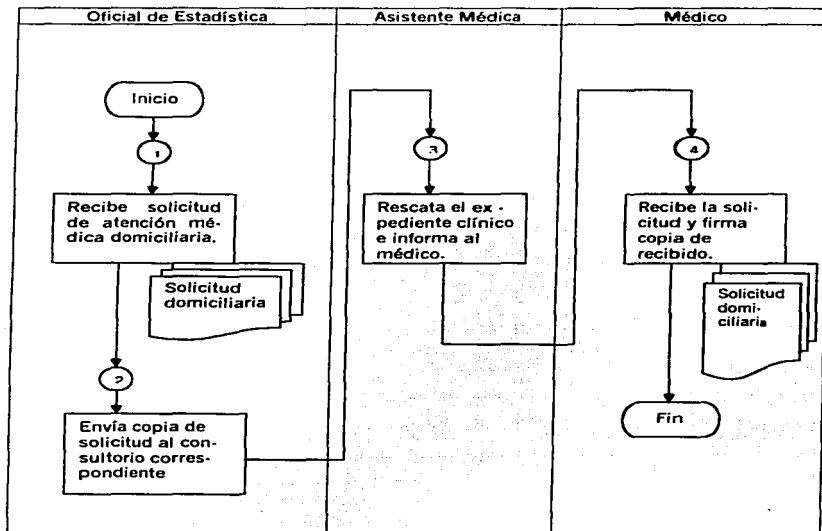 Oficial de Estadística
Asistente Médica
Médico
Inicio
1
Recibe solicitud
de atención mé-
dica domiciliaria.
Solicitud
domiciliaria
2
Envía copia de
solicitud al con-
sultorio corres-
pondiente
3
Rescata el ex-
pediente clínico
e informa al
médico.
4
Recibe la soli-
citud y firma
copia de
recibido.
Solicitud
domi-
ciliaria
Fin